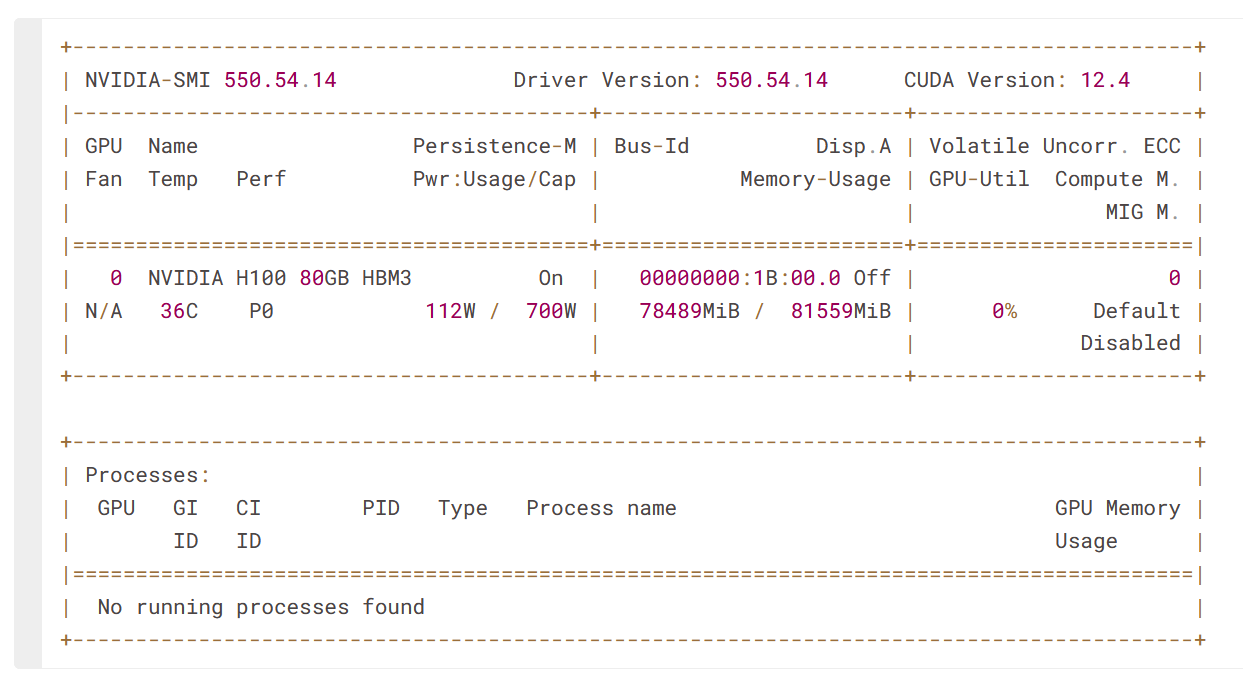 +-----------------------------------------------------------------------------------------+
| NVIDIA-SMI 550.54.14              Driver Version: 550.54.14      CUDA Version: 12.4     |
|-----------------------------------------+------------------------+----------------------+
| GPU  Name                 Persistence-M | Bus-Id          Disp.A | Volatile Uncorr. ECC |
| Fan  Temp   Perf          Pwr:Usage/Cap |           Memory-Usage | GPU-Util  Compute M. |
|                                         |                        |               MIG M. |
|=========================================+========================+======================|
|   0  NVIDIA H100 80GB HBM3          On  |   00000000:1B:00.0 Off |                    0 |
| N/A   36C    P0            112W /  700W |   78489MiB /  81559MiB |      0%      Default |
|                                         |                        |             Disabled |
+-----------------------------------------+------------------------+----------------------+

+-----------------------------------------------------------------------------------------+
| Processes:                                                                              |
|  GPU   GI   CI        PID   Type   Process name                              GPU Memory |
|        ID   ID                                                               Usage      |
|=========================================================================================|
|  No running processes found                                                             |
+-----------------------------------------------------------------------------------------+